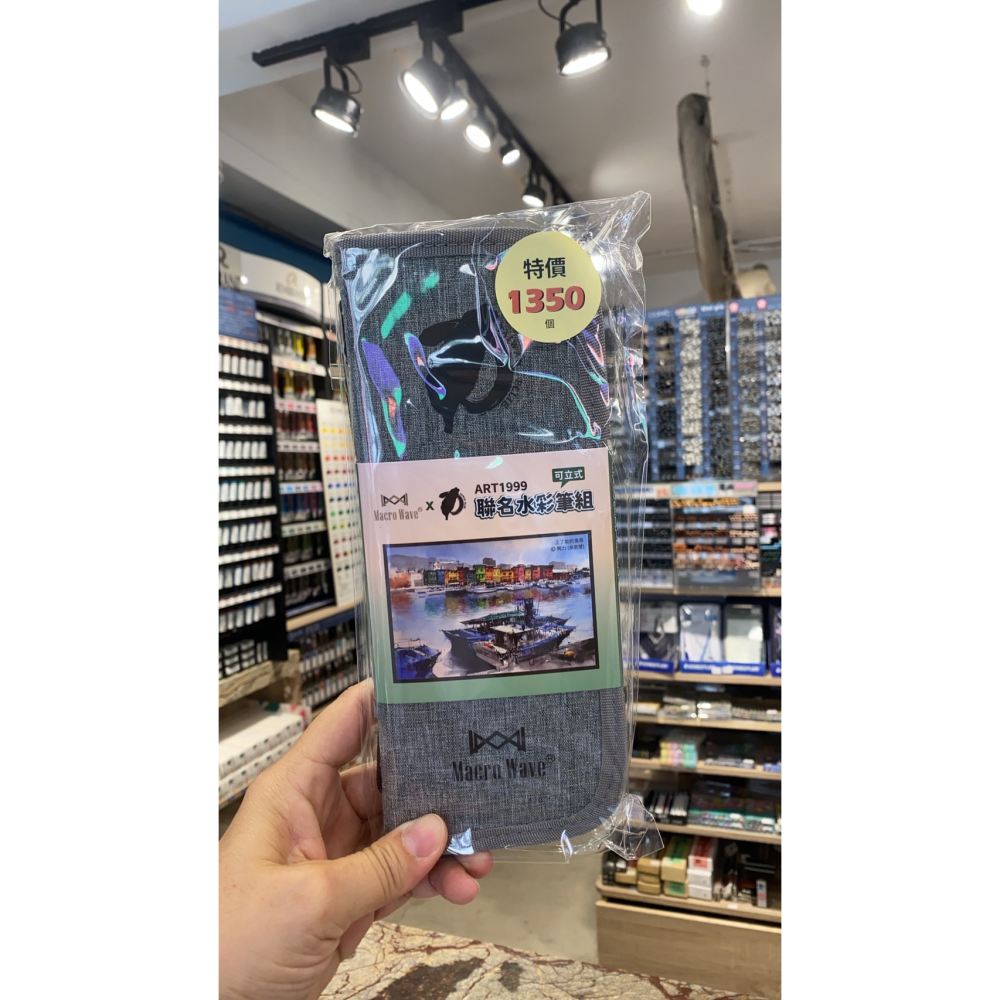 特價
1350
個
可立式
ART1999
Macro Wave® x
聯名水彩筆組
Macro Wave®